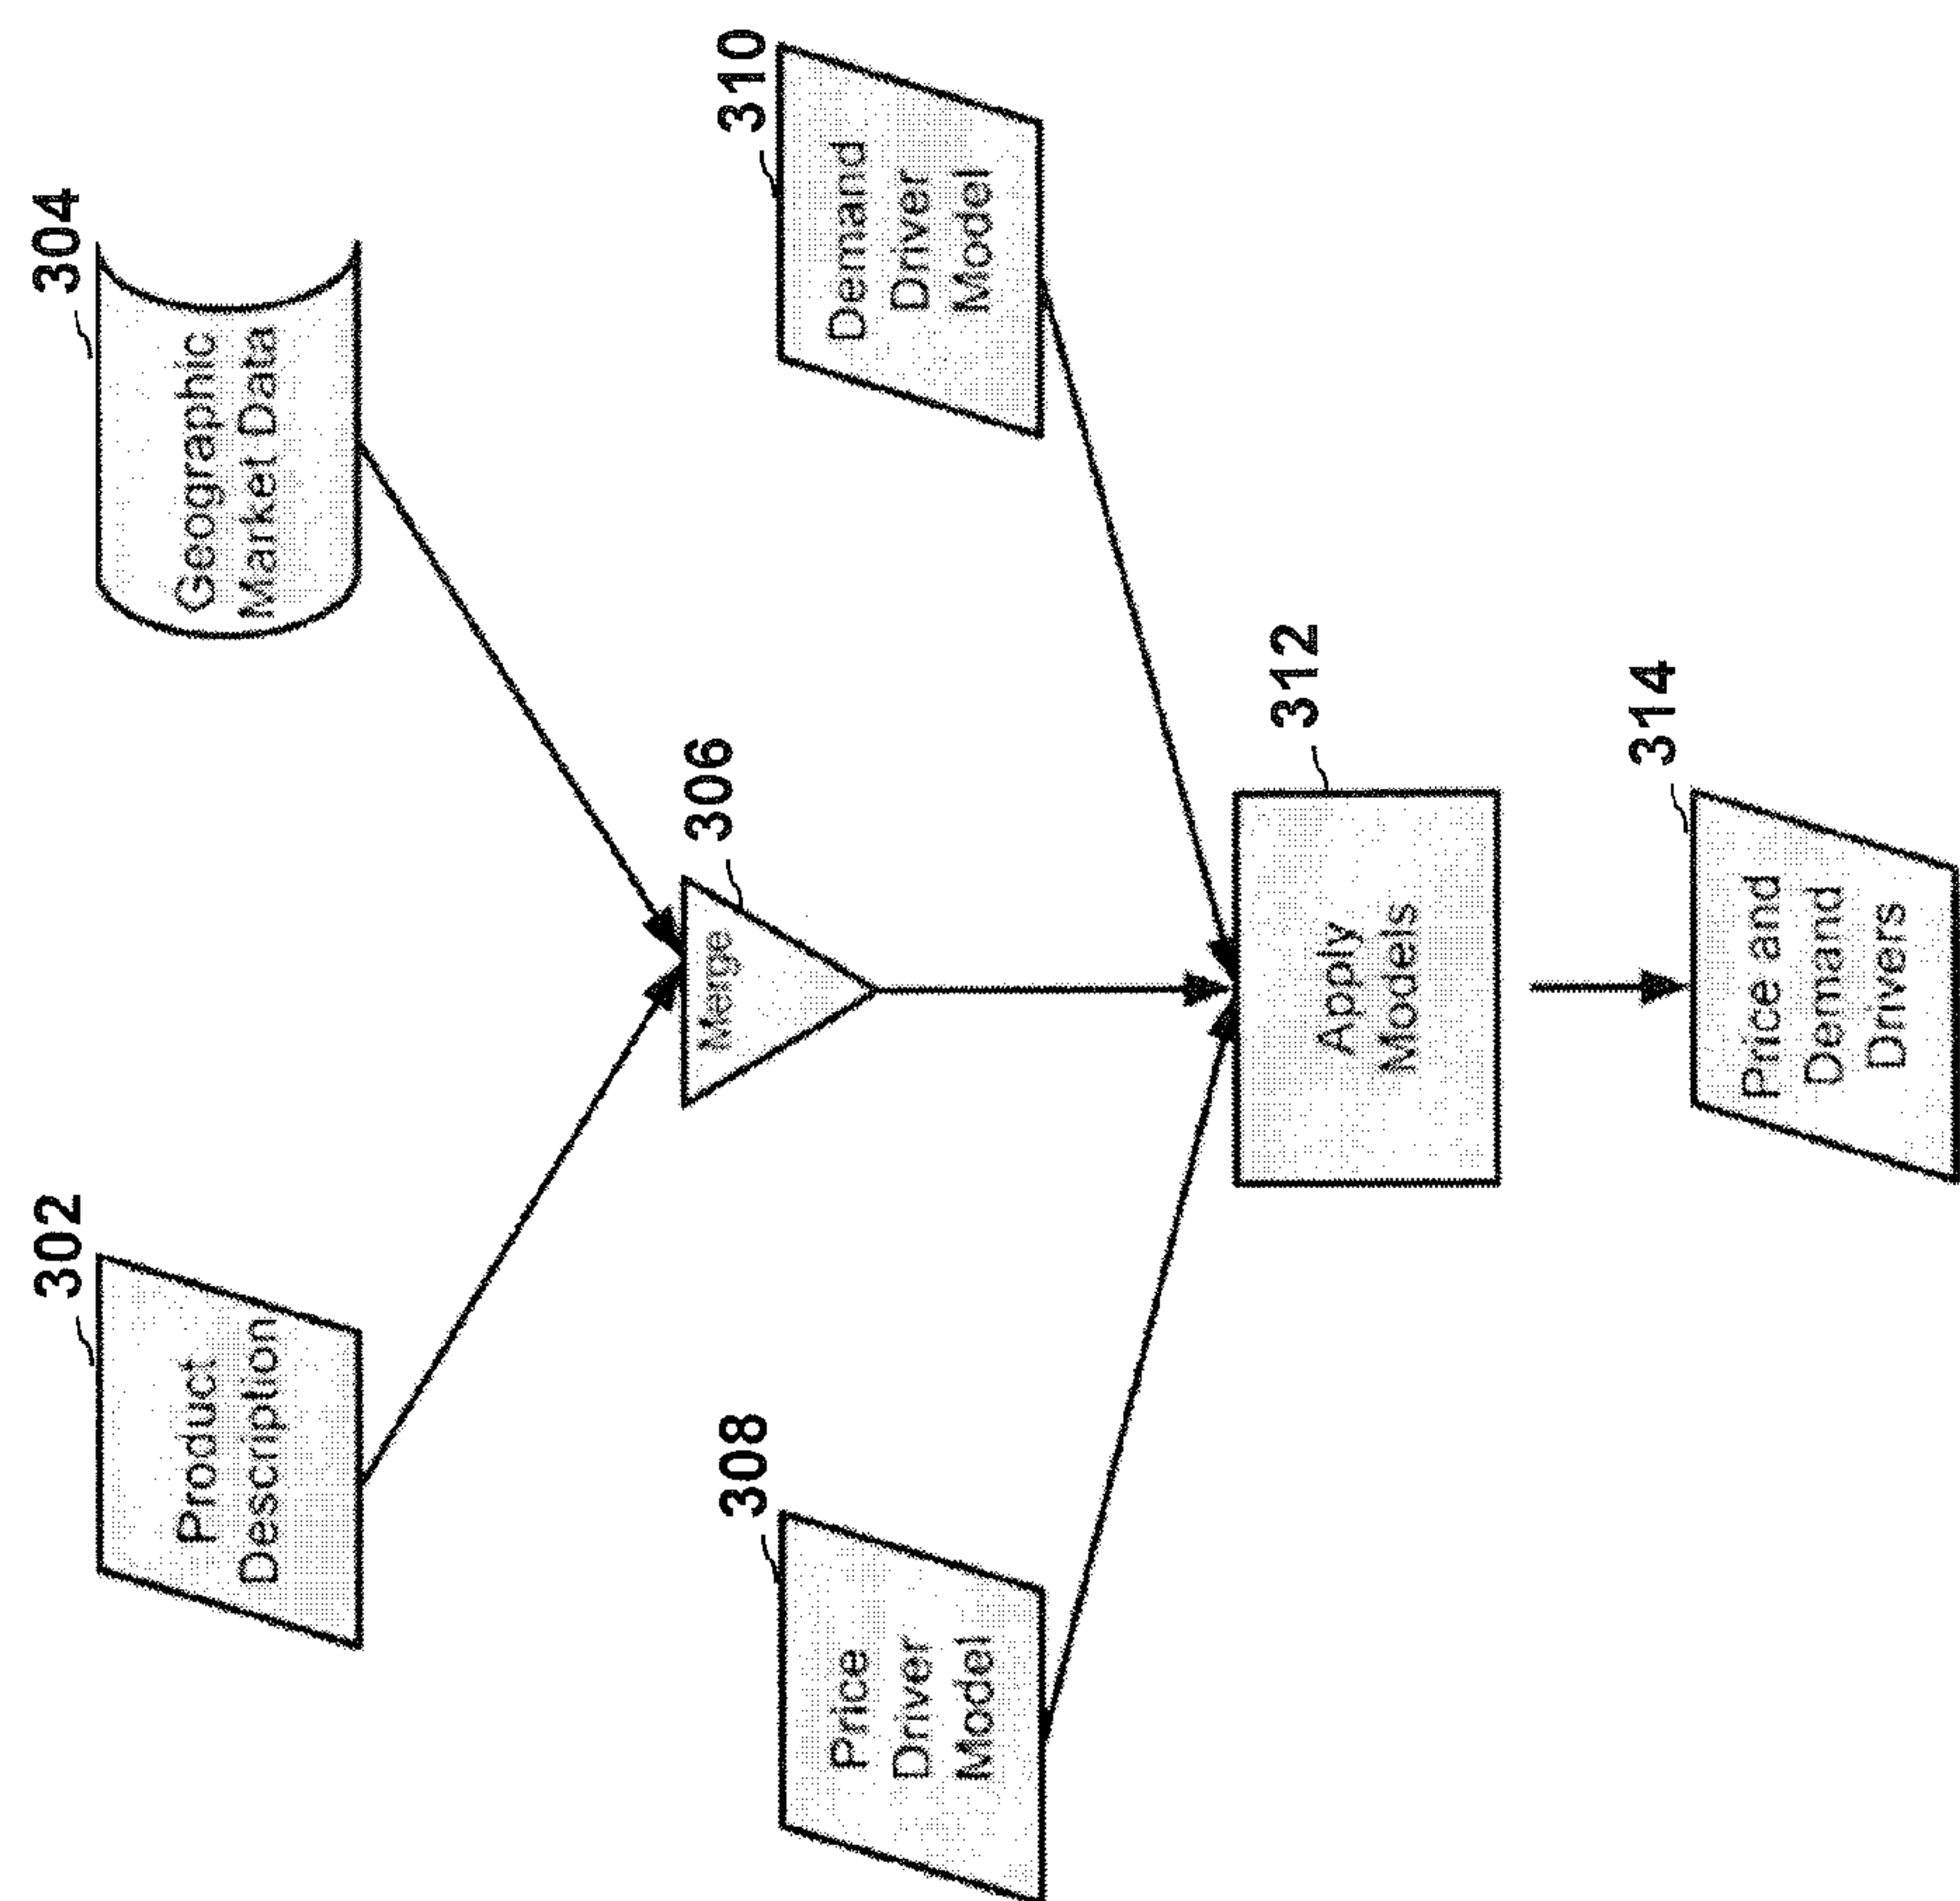 302
Product
Description
304
Geographic
Market Data
306
Merge
308
Price
Driver
Model
310
Demand
Driver
Model
312
Apply
Models
314
Price and
Demand
Drivers